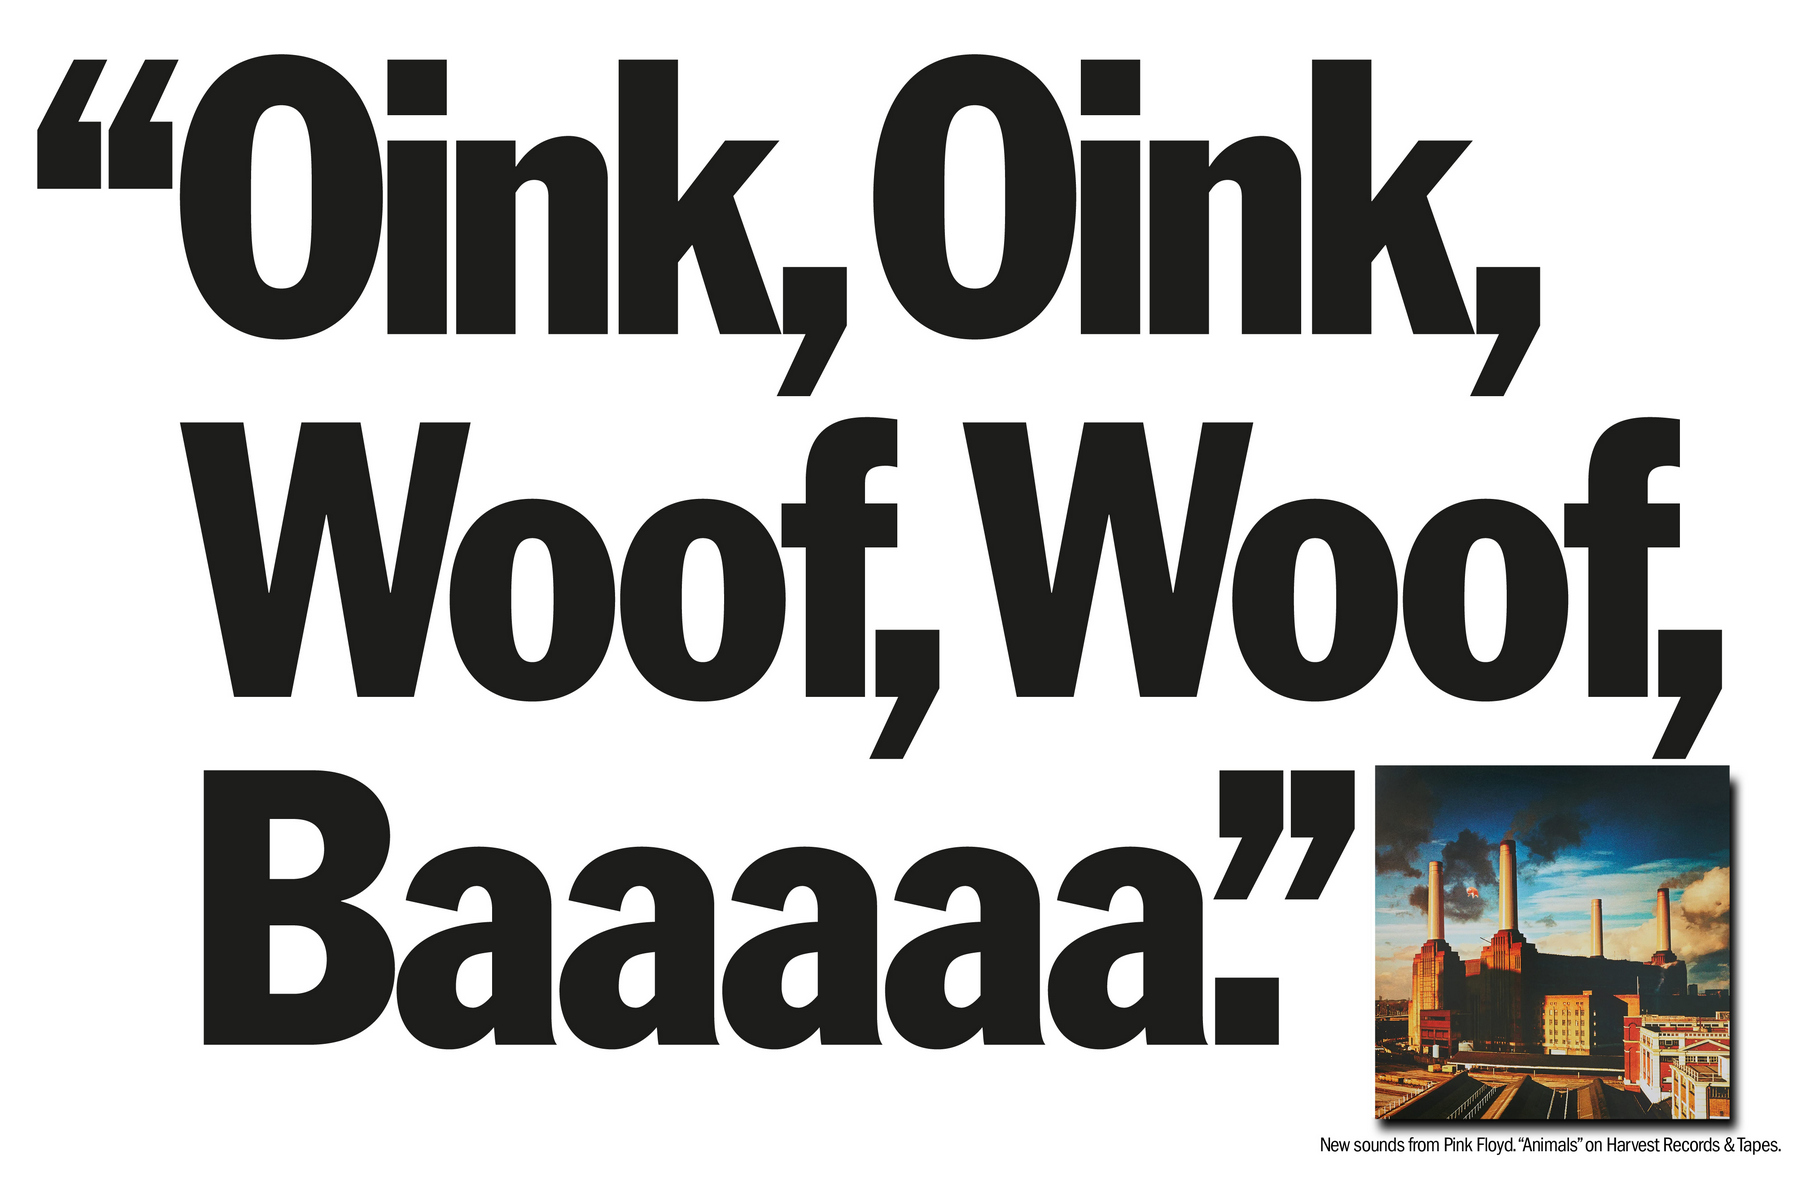 “Oink, Oink,
Woof, Woof,
Baaaaa.”
New sounds from Pink Floyd. “Animals” on Harvest Records & Tapes.